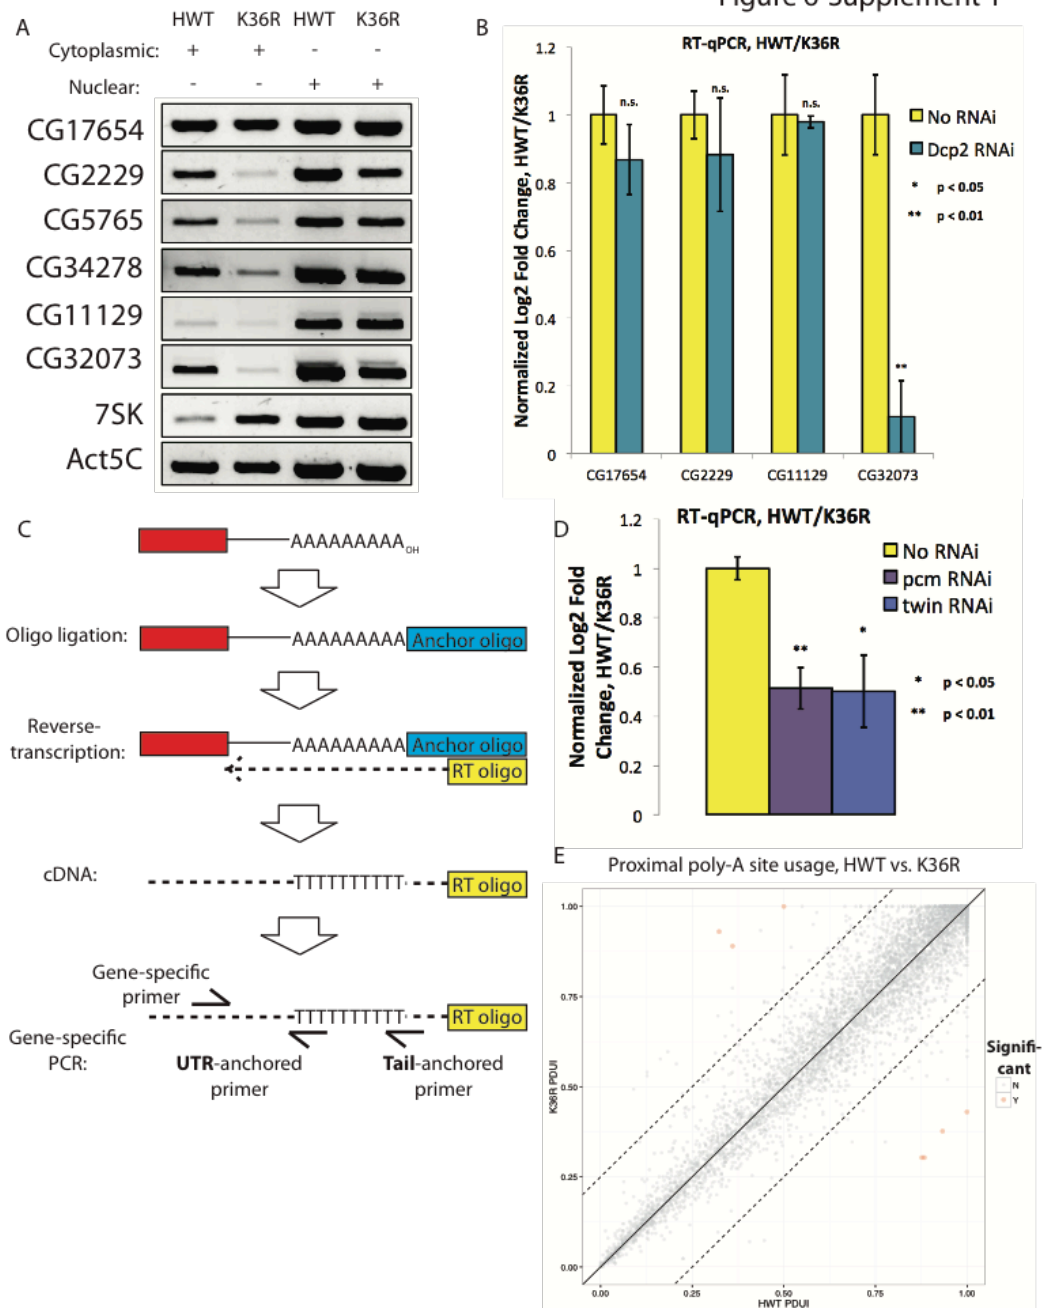 Figure 6-Supplement 1
A
HWT K36R HWT K36R
Cytoplasmic: + + - -
Nuclear: - - + +
CG17654
CG2229
CG5765
CG34278
CG11129
CG32073
7SK
Act5C
B
RT-qPCR, HWT/K36R
Normalized Log2 Fold Change, HWT/K36R
1.2
1
0.8
0.6
0.4
0.2
0
n.s.
n.s.
n.s.
**
No RNAi
Dcp2 RNAi
* p < 0.05
** p < 0.01
CG17654 CG2229 CG11129 CG32073
C
AAAAAAAAAOH
Oligo ligation:
AAAAAAAAA Anchor oligo
Reverse-
transcription:
AAAAAAAAA Anchor oligo
RT oligo
cDNA:
TTTTTTTTT RT oligo
Gene-specific
primer
TTTTTTTTT RT oligo
Gene-specific
PCR:
UTR-anchored
primer
Tail-anchored
primer
D
RT-qPCR, HWT/K36R
Normalized Log2 Fold
Change, HWT/K36R
1.2
1
0.8
0.6
0.4
0.2
0
**
*
No RNAi
pcm RNAi
twin RNAi
* p < 0.05
** p < 0.01
E
Proximal poly-A site usage, HWT vs. K36R
K36R PDUI
1.00
0.75
0.50
0.25
0.00
0.00 0.25 0.50 0.75 1.00
HWT PDUI
Signifi-
cant
N
Y